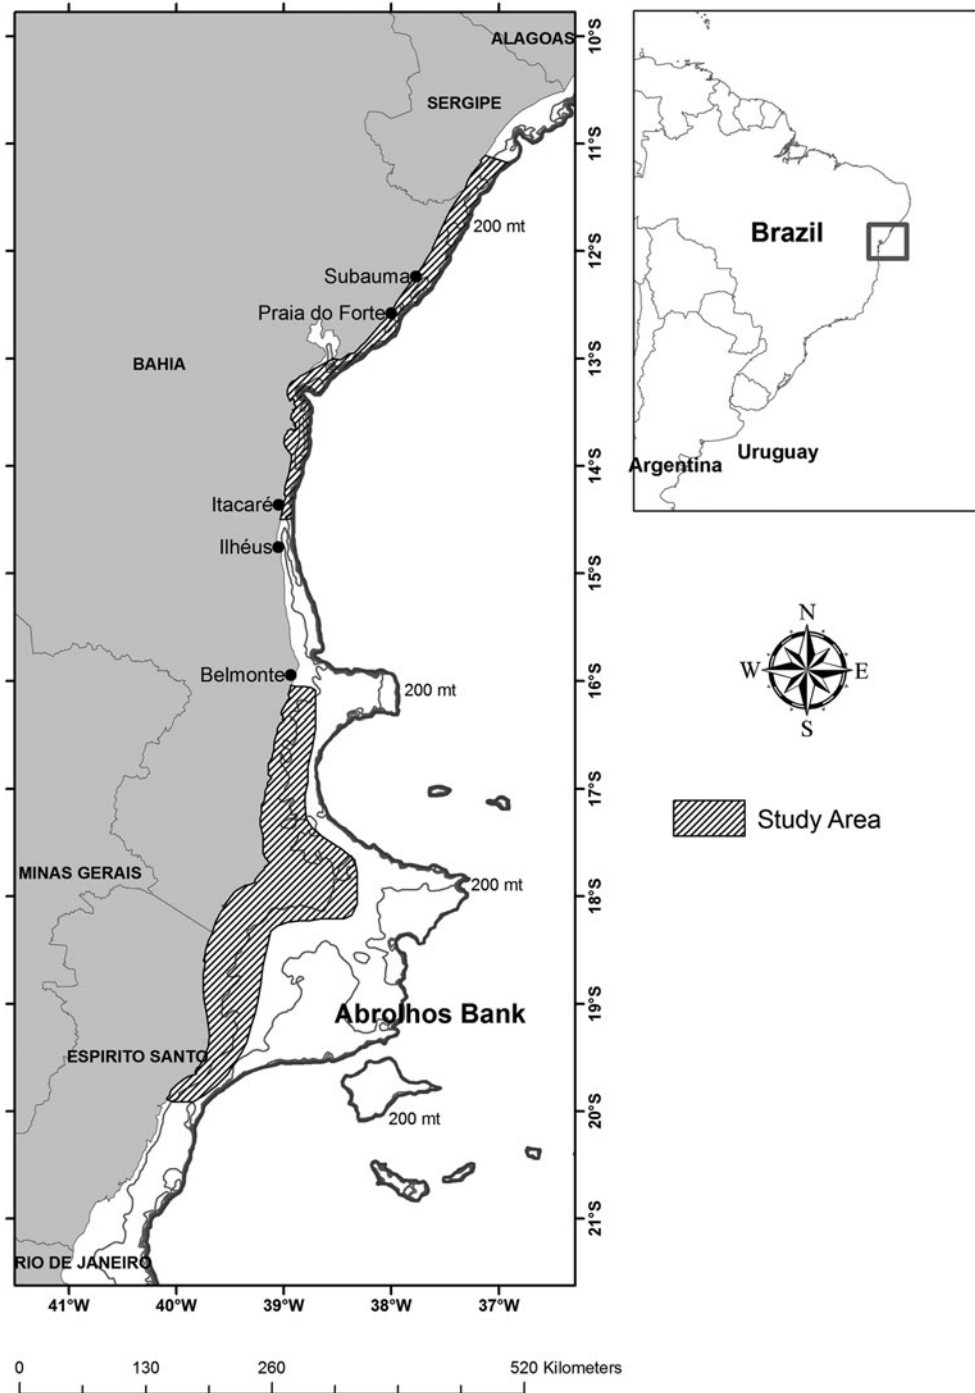 ALAGOAS
SERGIPE
200 mt
Subauma
Praia do Forte
BAHIA
Itacaré
Ilhéus
Belmonte
200 mt
MINAS GERAIS
200 mt
Abrolhos Bank
ESPIRITO SANTO
200 mt
RIO DE JANEIRO
10°S
11°S
12°S
13°S
14°S
15°S
16°S
17°S
18°S
19°S
20°S
21°S
41°W 40°W 39°W 38°W 37°W
0 130 260 520 Kilometers
Brazil
Uruguay
Argentina
N
W E
S
Study Area